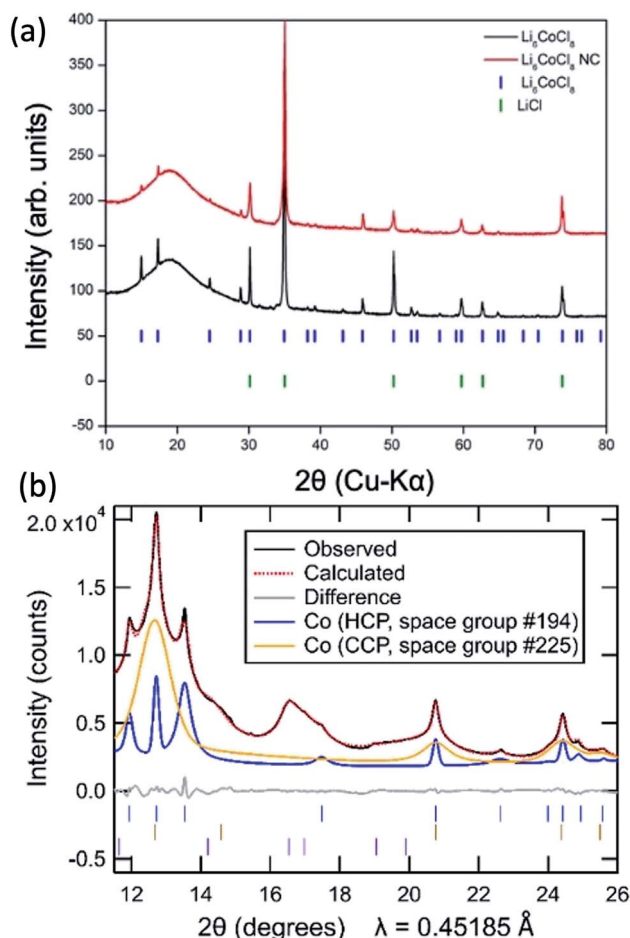 (a)
Intensity (arb. units)
400
350
300
250
200
150
100
50
0
-50
Li₆CoCl₈
Li₆CoCl₈ NC
Li₆CoCl₈
LiCl
10 20 30 40 50 60 70 80
2θ (Cu-Kα)
(b)
Intensity (counts)
2.0 x10⁴
1.5
1.0
0.5
0.0
-0.5
Observed
Calculated
Difference
Co (HCP, space group #194)
Co (CCP, space group #225)
12 14 16 18 20 22 24 26
2θ (degrees) λ = 0.45185 Å